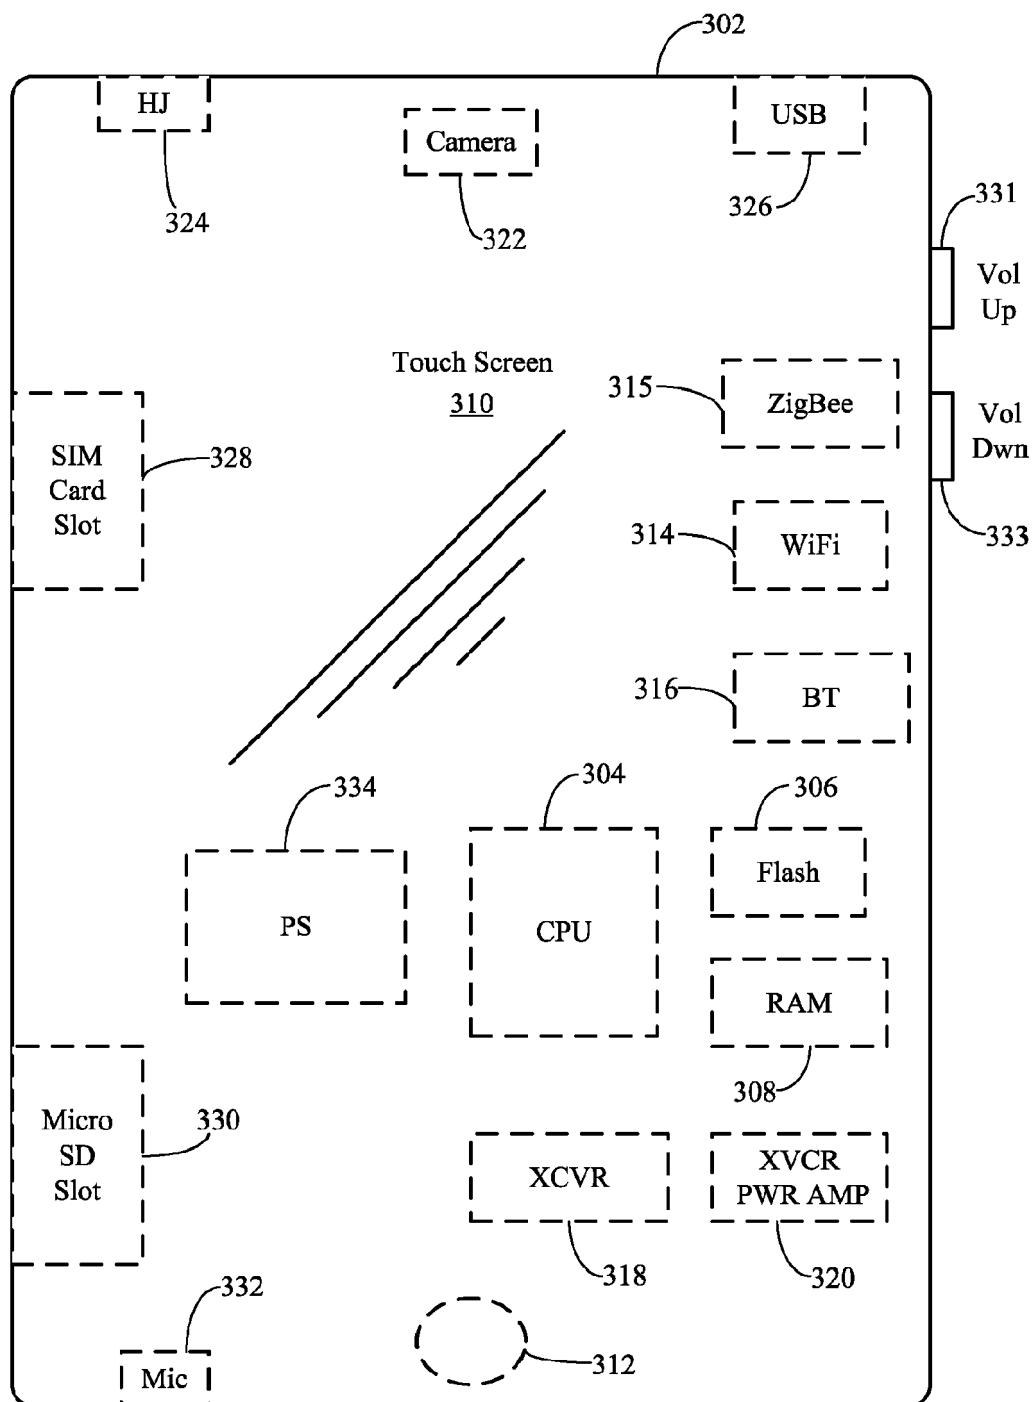 302
HJ
Camera
USB
324
322
326
331
Vol
Up
Touch Screen
310
315
ZigBee
Vol
Dwn
SIM
Card
Slot
328
314
WiFi
333
316
BT
334
304
306
PS
CPU
Flash
RAM
308
Micro
SD
Slot
330
XCVR
XVCR
PWR AMP
318
320
332
Mic
312